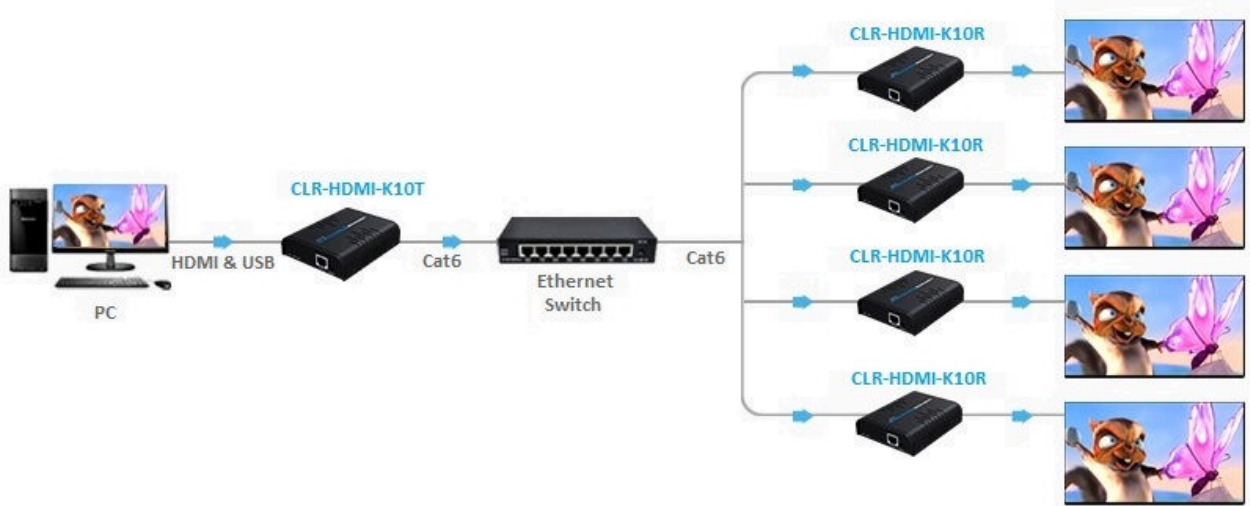 CLR-HDMI-K10R
CLR-HDMI-K10R
CLR-HDMI-K10T
HDMI & USB
Cat6
Cat6
Ethernet
Switch
PC
CLR-HDMI-K10R
CLR-HDMI-K10R